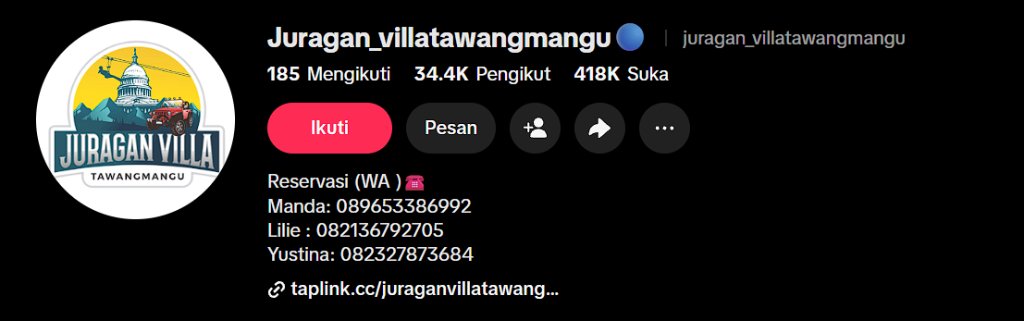 Juragan_villatawangmangu🔵 | juragan_villatawangmangu
185 Mengikuti 34.4K Pengikut 418K Suka
Ikuti Pesan
JURAGAN VILLA
TAWANGMANGU
Reservasi (WA )☎️
Manda: 089653386992
Lilie : 082136792705
Yustina: 082327873684
taplink.cc/juraganvillatawang...